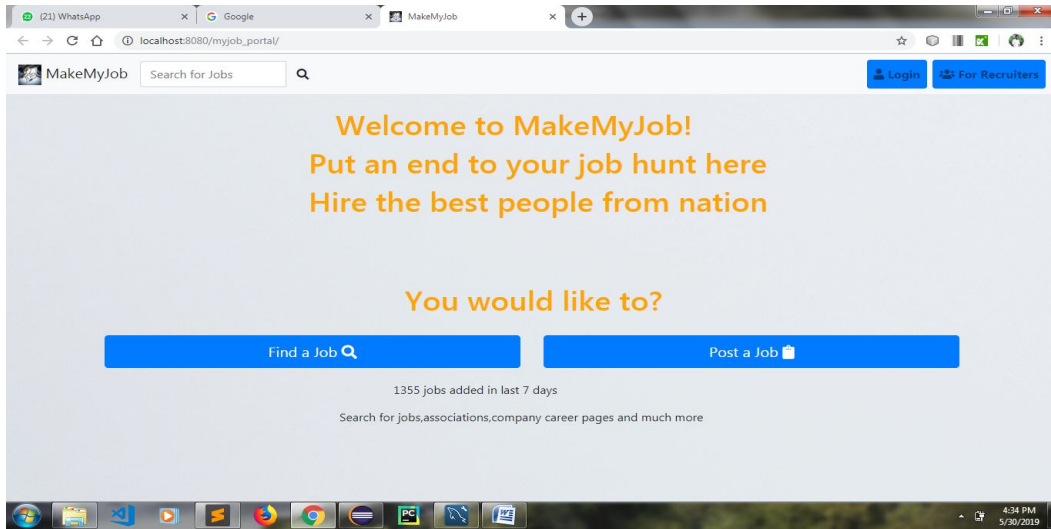 (21) WhatsApp
Google
MakeMyJob
localhost:8080/myjob_portal/
MakeMyJob
Search for Jobs
Login
For Recruiters
Welcome to MakeMyJob!
Put an end to your job hunt here
Hire the best people from nation
You would like to?
Find a Job
Post a Job
1355 jobs added in last 7 days
Search for jobs,associations,company career pages and much more
PC
4:34 PM
5/30/2019